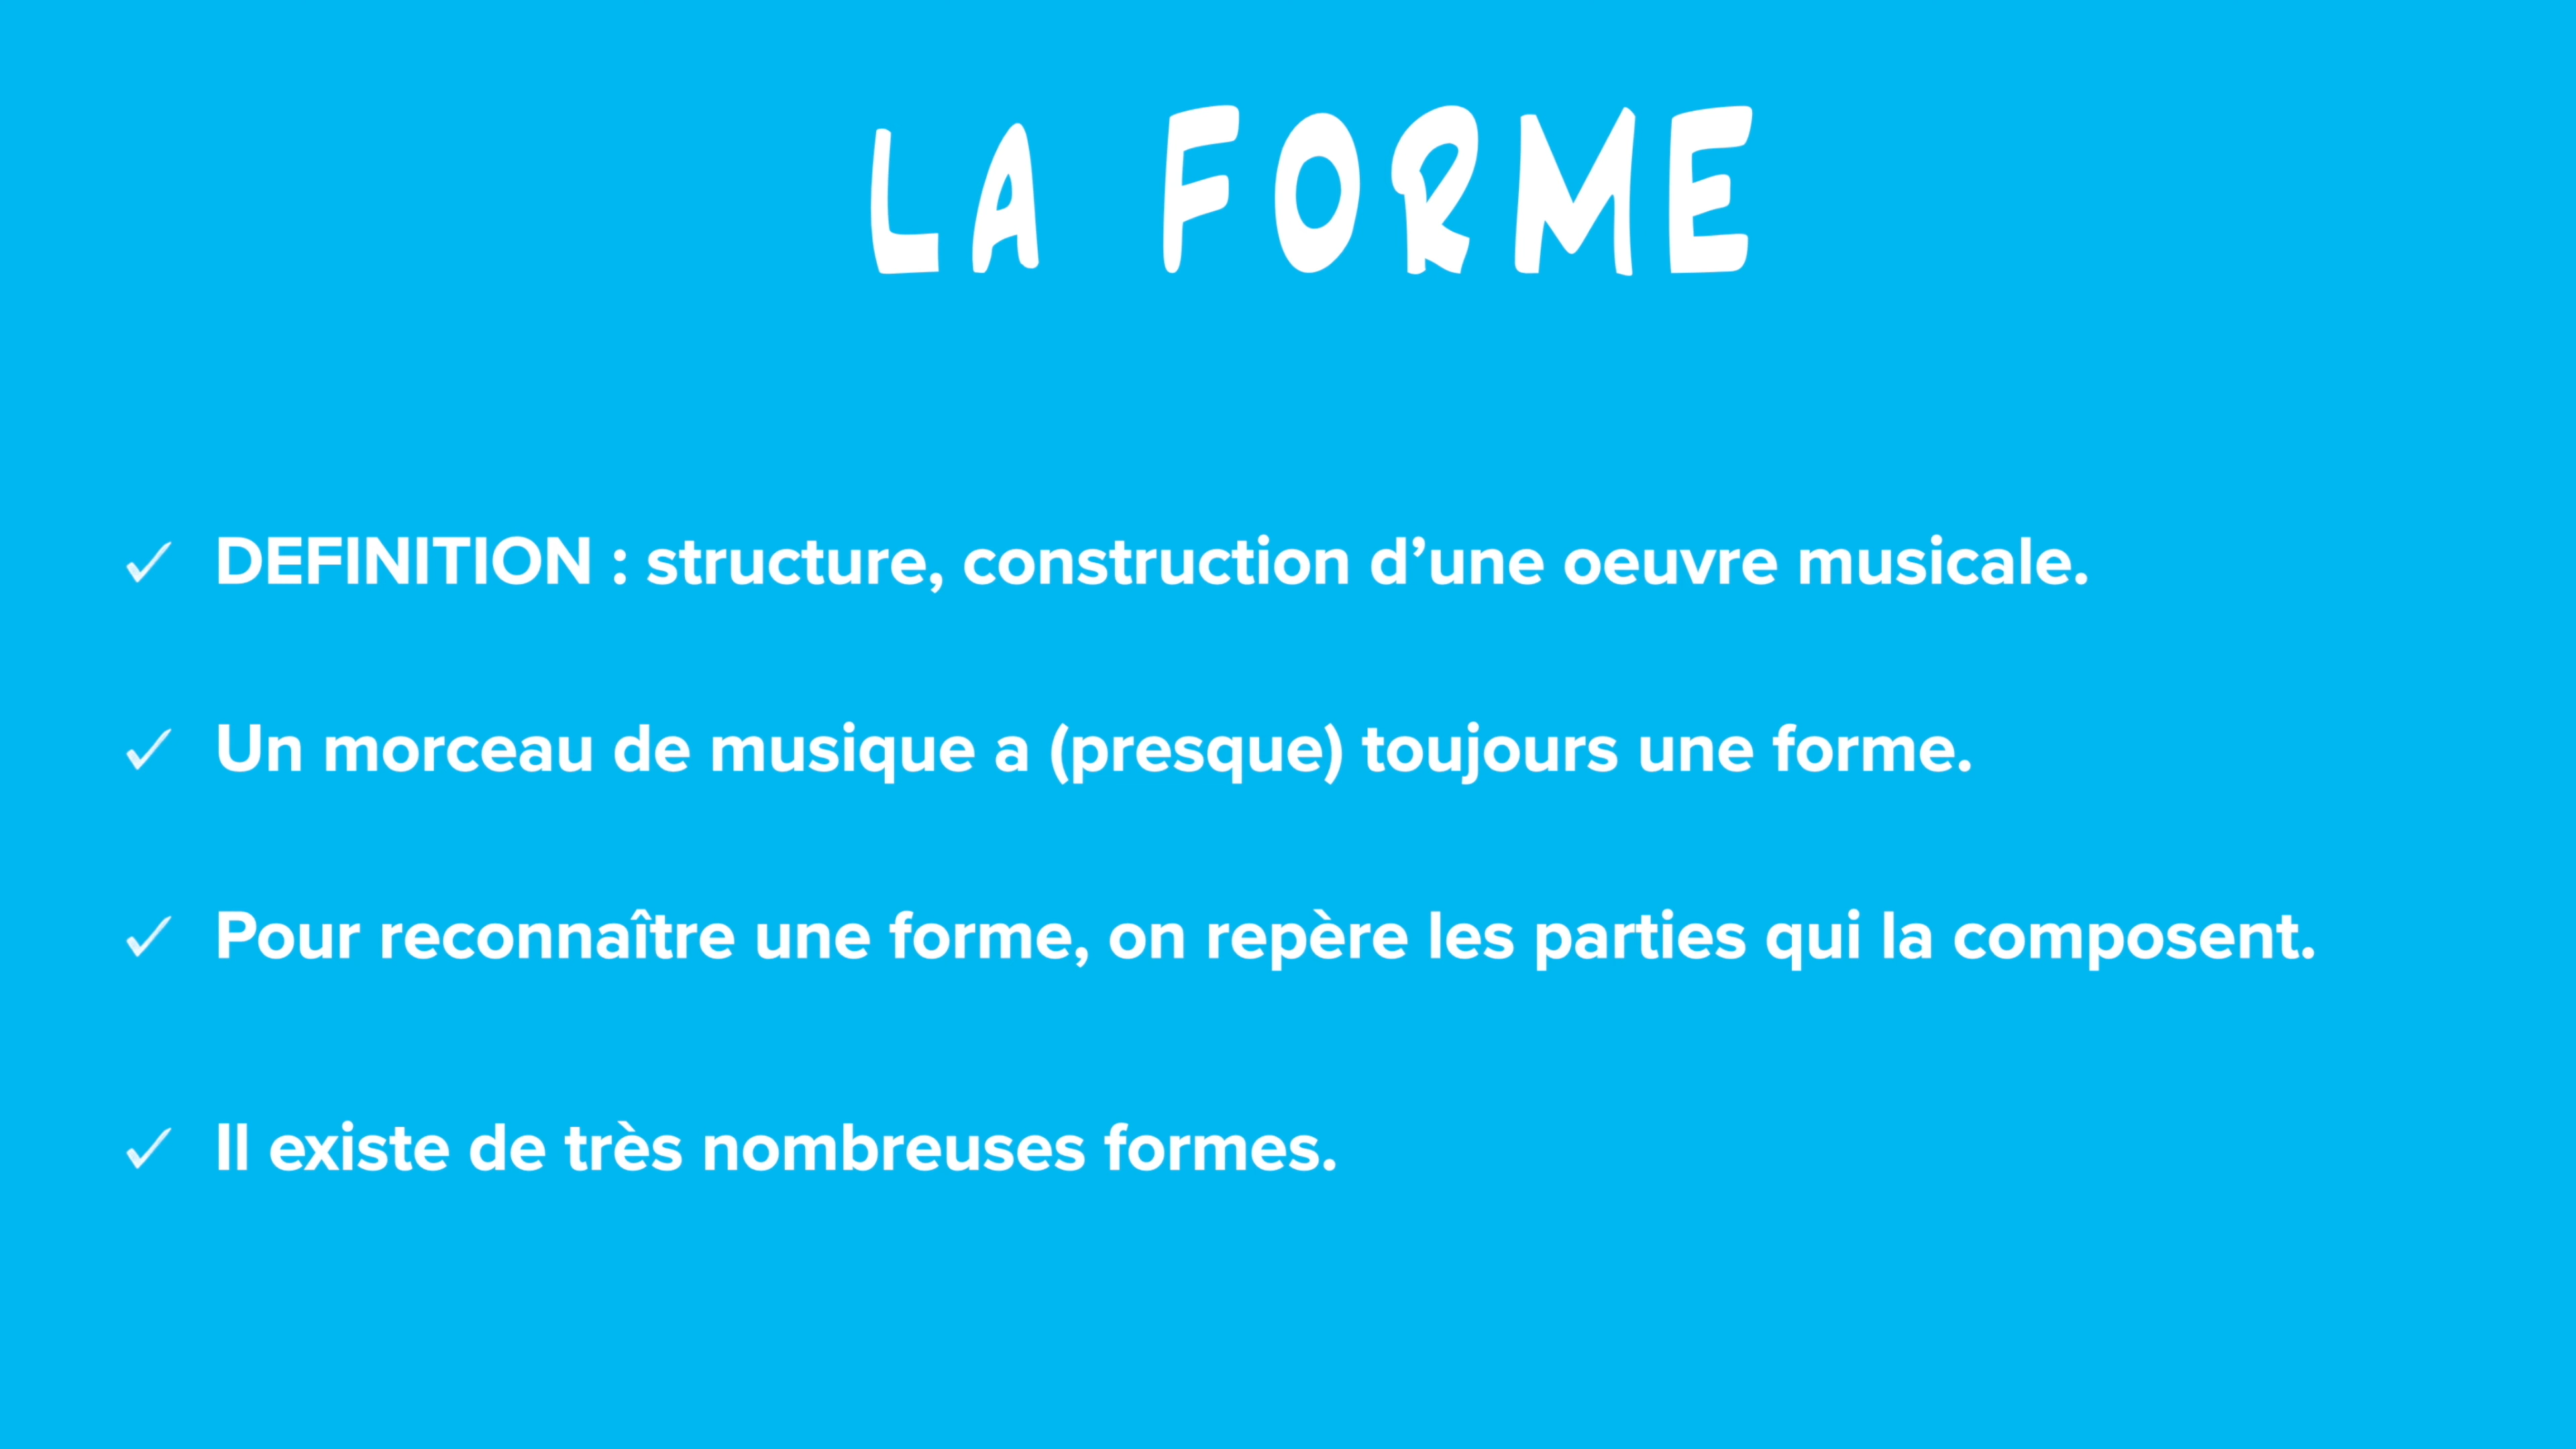 LA FORME
DEFINITION : structure, construction d’une oeuvre musicale.
Un morceau de musique a (presque) toujours une forme.
Pour reconnaître une forme, on repère les parties qui la composent.
Il existe de très nombreuses formes.